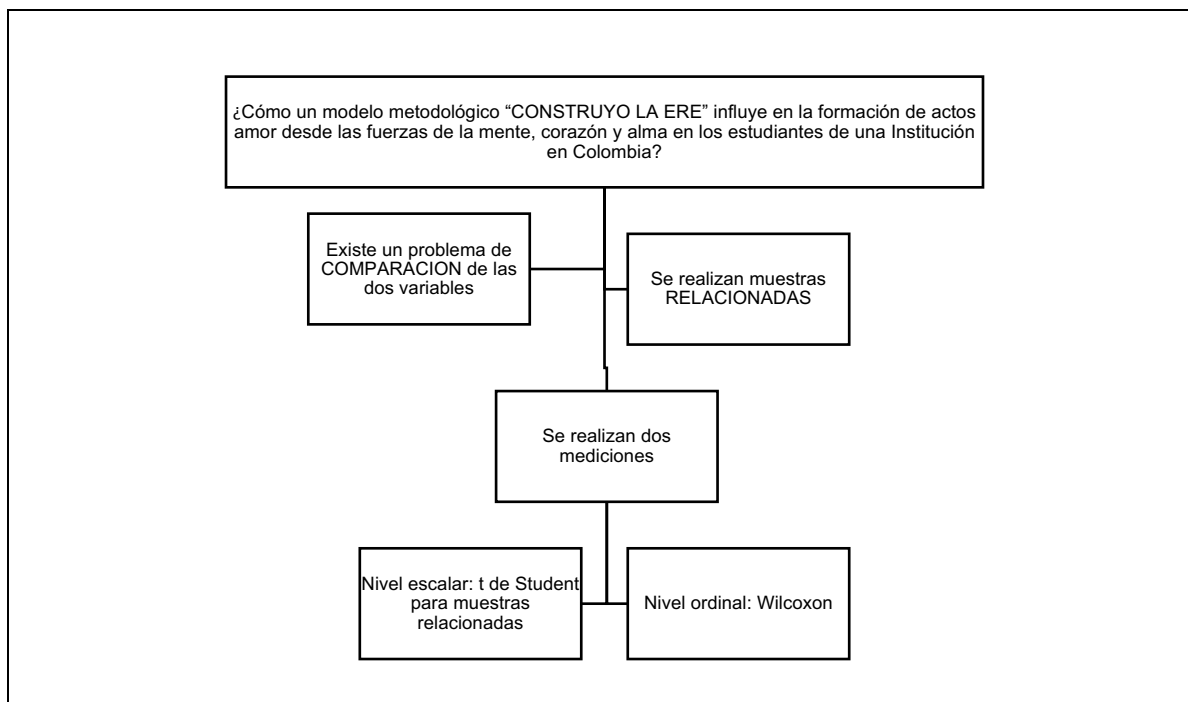 ¿Cómo un modelo metodológico “CONSTRUYO LA ERE” influye en la formación de actos
amor desde las fuerzas de la mente, corazón y alma en los estudiantes de una Institución
en Colombia?
Existe un problema de
COMPARACION de las
dos variables
Se realizan muestras
RELACIONADAS
Se realizan dos
mediciones
Nivel escalar: t de Student
para muestras
relacionadas
Nivel ordinal: Wilcoxon